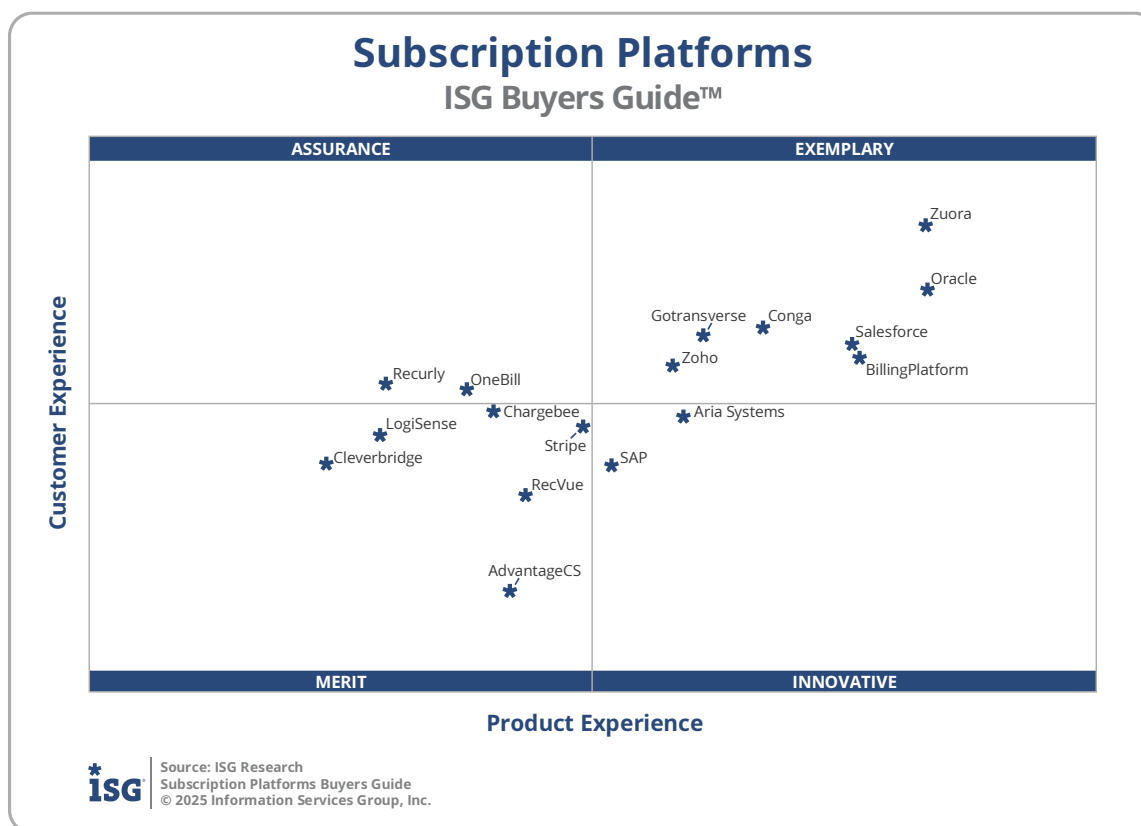 Subscription Platforms
ISG Buyers Guide™
ASSURANCE
EXEMPLARY
Zuora
Oracle
Gotransverse
Conga
Salesforce
Zoho
BillingPlatform
Recurly
OneBill
Chargebee
Aria Systems
LogiSense
Stripe
Cleverbridge
SAP
RecVue
AdvantageCS
Customer Experience
MERIT
INNOVATIVE
Product Experience
ISG
Source: ISG Research
Subscription Platforms Buyers Guide
© 2025 Information Services Group, Inc.